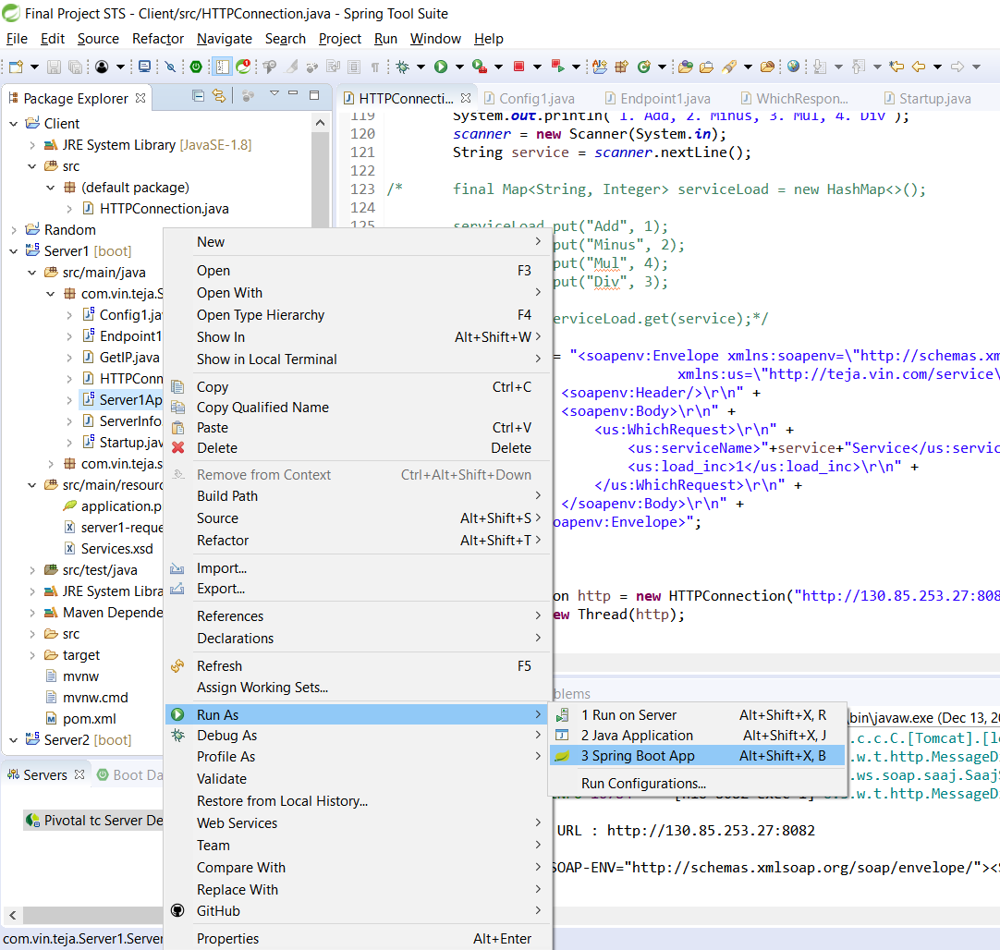 Final Project STS - Client/src/HTTPConnection.java - Spring Tool Suite
File Edit Source Refactor Navigate Search Project Run Window Help
Package Explorer
Client
JRE System Library [JavaSE-1.8]
src
(default package)
HTTPConnection.java
Random
Server1 [boot]
src/main/java
com.vin.teja.S
Config1.ja
Endpoint1
GetIP.java
HTTPConn
Server1Ap
ServerInfo
Startup.jav
com.vin.teja.s
src/main/resourc
application.p
server1-reque
Services.xsd
src/test/java
JRE System Libra
Maven Depende
src
target
mvnw
mvnw.cmd
pom.xml
Server2 [boot]
Servers Boot Da
Pivotal tc Server De
com.vin.teja.Server1.Server
HTTPConnecti... Config1.java Endpoint1.java WhichRespon... Startup.java
119 System.out.println("1. Add, 2. Minus, 3. Mul, 4. Div");
120 scanner = new Scanner(System.in);
121 String service = scanner.nextLine();
122
123 /* final Map<String, Integer> serviceLoad = new HashMap<>();
124
125 serviceLoad.put("Add", 1);
put("Minus", 2);
put("Mul", 4);
put("Div", 3);
erviceLoad.get(service);*/
= "<soapenv:Envelope xmlns:soapenv=\"http://schemas.xm
xmlns:us=\"http://teja.vin.com/service\
<soapenv:Header/>\r\n" +
<soapenv:Body>\r\n" +
<us:WhichRequest>\r\n" +
<us:serviceName>"+service+"Service</us:servic
<us:load_inc>1</us:load_inc>\r\n" +
</us:WhichRequest>\r\n" +
</soapenv:Body>\r\n" +
oapenv:Envelope>";
on http = new HTTPConnection("http://130.85.253.27:808
ew Thread(http);
New
Open F3
Open With
Open Type Hierarchy F4
Show In Alt+Shift+W
Show in Local Terminal
Copy Ctrl+C
Copy Qualified Name
Paste Ctrl+V
Delete Delete
Remove from Context Ctrl+Alt+Shift+Down
Build Path
Source Alt+Shift+S
Refactor Alt+Shift+T
Import...
Export...
References
Declarations
Refresh F5
Assign Working Sets...
Run As
Debug As
Profile As
Validate
Restore from Local History...
Web Services
Team
Compare With
Replace With
GitHub
Properties Alt+Enter
1 Run on Server Alt+Shift+X, R
2 Java Application Alt+Shift+X, J
3 Spring Boot App Alt+Shift+X, B
Run Configurations...
blems
\bin\javaw.exe (Dec 13, 20
.c.c.C.[Tomcat].[lo
.w.t.http.MessageDi
.ws.soap.saaj.SaajS
.w.t.http.MessageDi
URL : http://130.85.253.27:8082
SOAP-ENV="http://schemas.xmlsoap.org/soap/envelope/"><S